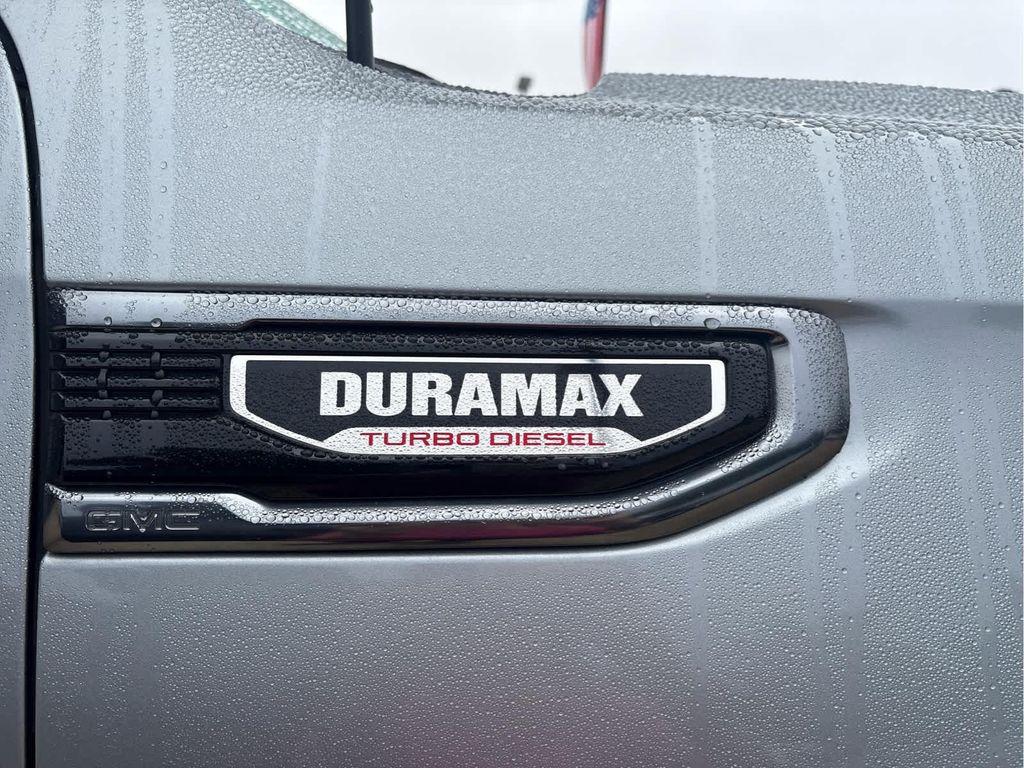 DURAMAX
TURBO DIESEL
GMC